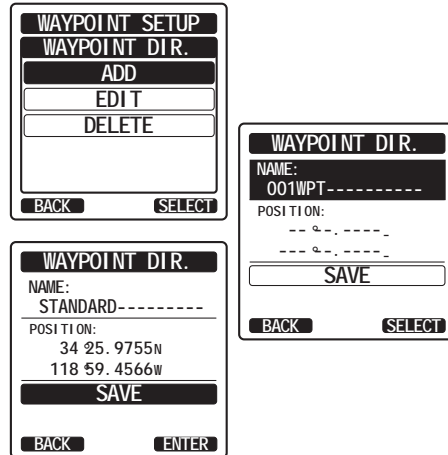 WAYPOINT SETUP
WAYPOINT DIR.
ADD
EDIT
DELETE
BACK SELECT
WAYPOINT DIR.
NAME:
001WPT----------
POSITION:
-- °--.----_
--- °--.----_
SAVE
BACK SELECT
WAYPOINT DIR.
NAME:
STANDARD---------
POSITION:
34°25.9755N
118°59.4566W
SAVE
BACK ENTER